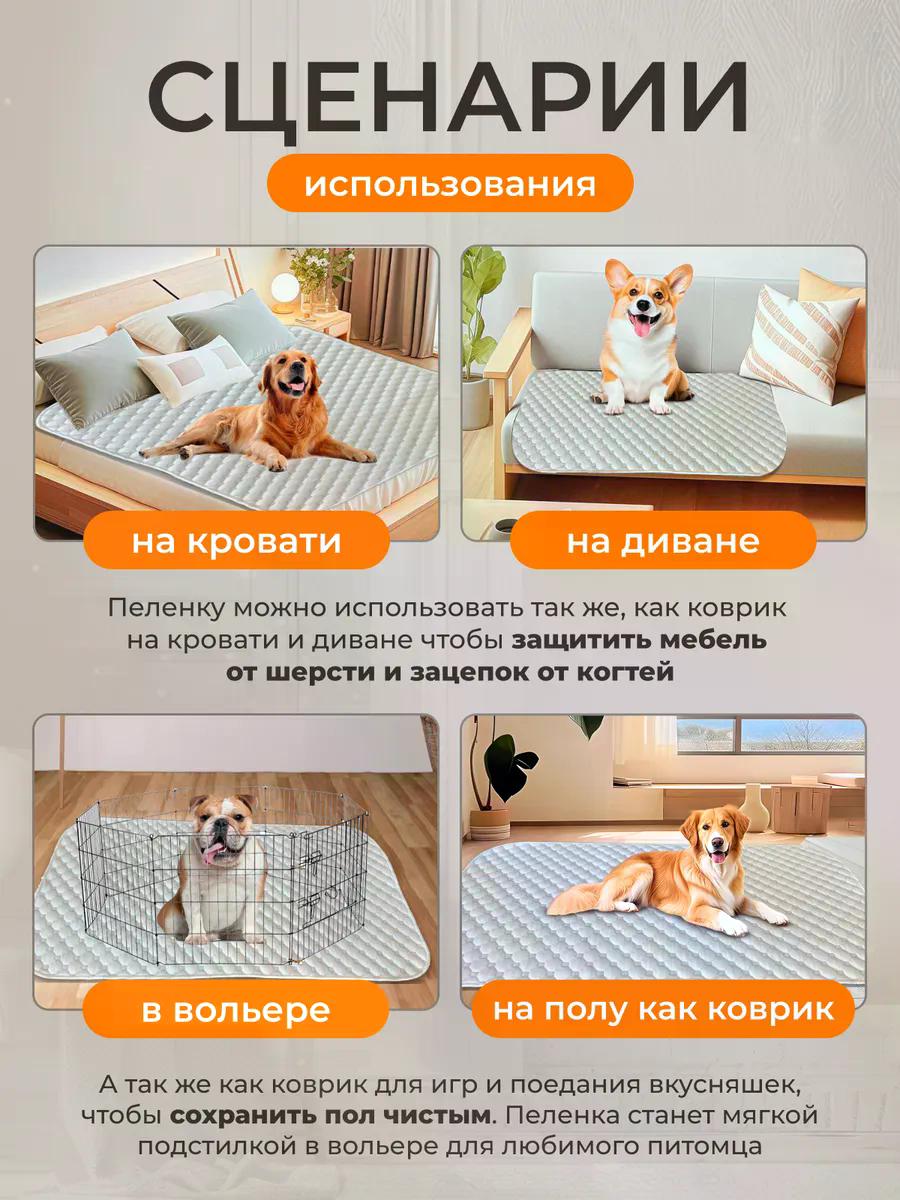 СЦЕНАРИИ
использования
на кровати
на диване
Пеленку можно использовать так же, как коврик
на кровати и диване чтобы защитить мебель
от шерсти и зацепок от когтей
в вольере
на полу как коврик
А так же как коврик для игр и поедания вкусняшек,
чтобы сохранить пол чистым. Пеленка станет мягкой
подстилкой в вольере для любимого питомца